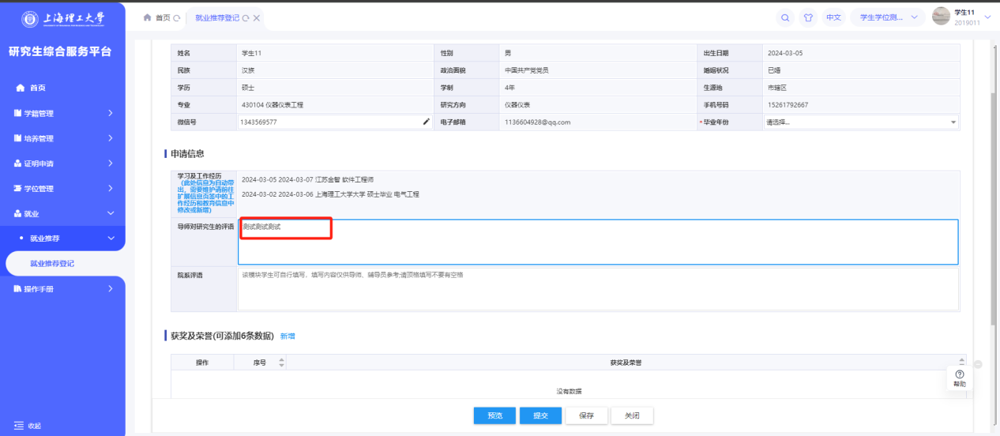 上海理工大学
UNIVERSITY OF SHANGHAI FOR SCIENCE AND TECHNOLOGY
首页
就业推荐登记
中文
学生学位测...
学生11
2019011
研究生综合服务平台
首页
学籍管理
培养管理
证明申请
学位管理
就业
就业推荐
就业推荐登记
操作手册
收起
姓名 学生11 性别 男 出生日期 2024-03-05
民族 汉族 政治面貌 中国共产党党员 婚姻状况 已婚
学历 硕士 学制 4年 生源地 市辖区
专业 430104 仪器仪表工程 研究方向 仪器仪表 手机号码 15261792667
微信号 1343569577 电子邮箱 1136604928@qq.com *毕业年份 请选择...
申请信息
学习及工作经历
（此处信息为自动带
出，需要维护请前往
扩展信息页签中的工
作经历和教育信息中
修改或新增）
2024-03-05 2024-03-07 江苏金智 软件工程师
2024-03-02 2024-03-06 上海理工大学大学 硕士毕业 电气工程
导师对研究生的评语 测试测试测试
院系评语 该模块学生可自行填写，填写内容仅供导师、辅导员参考;请顶格填写不要有空格
获奖及荣誉(可添加6条数据) 新增
操作 序号 获奖及荣誉
没有数据
帮助
预览 提交 保存 关闭